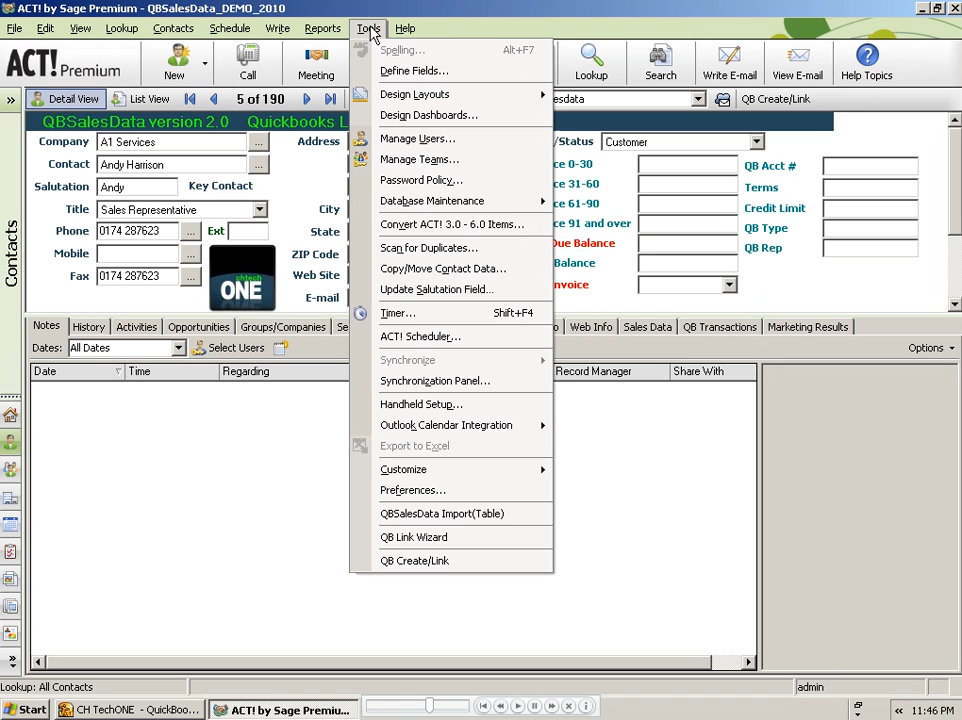 ACT! by Sage Premium - QBSalesData_DEMO_2010
File Edit View Lookup Contacts Schedule Write Reports Tools Help
ACT! Premium New Call Meeting Lookup Search Write E-mail View E-mail Help Topics
Detail View List View 5 of 190 esdata QB Create/Link
QBSalesData version 2.0 Quickbooks
Company A1 Services ... Address
Contact Andy Harrison ...
Salutation Andy Key Contact
Title Sales Representative City
Phone 0174 287623 ... Ext State
Mobile ... ZIP Code
Fax 0174 287623 ... Web Site
E-mail
chtech
ONE
/Status Customer
ce 0-30 QB Acct #
ce 31-60 Terms
ce 61-90 Credit Limit
ce 91 and over QB Type
Due Balance QB Rep
Balance
nvoice
Contacts
Spelling... Alt+F7
Define Fields...
Design Layouts
Design Dashboards...
Manage Users...
Manage Teams...
Password Policy...
Database Maintenance
Convert ACT! 3.0 - 6.0 Items...
Scan for Duplicates...
Copy/Move Contact Data...
Update Salutation Field...
Timer... Shift+F4
ACT! Scheduler...
Synchronize
Synchronization Panel...
Handheld Setup...
Outlook Calendar Integration
Export to Excel
Customize
Preferences...
QBSalesData Import(Table)
QB Link Wizard
QB Create/Link
Notes History Activities Opportunities Groups/Companies Se o Web Info Sales Data QB Transactions Marketing Results
Dates: All Dates Select Users Options
Date Time Regarding Record Manager Share With
Lookup: All Contacts admin
Start CH TechONE - QuickBoo... ACT! by Sage Premiu... 11:46 PM